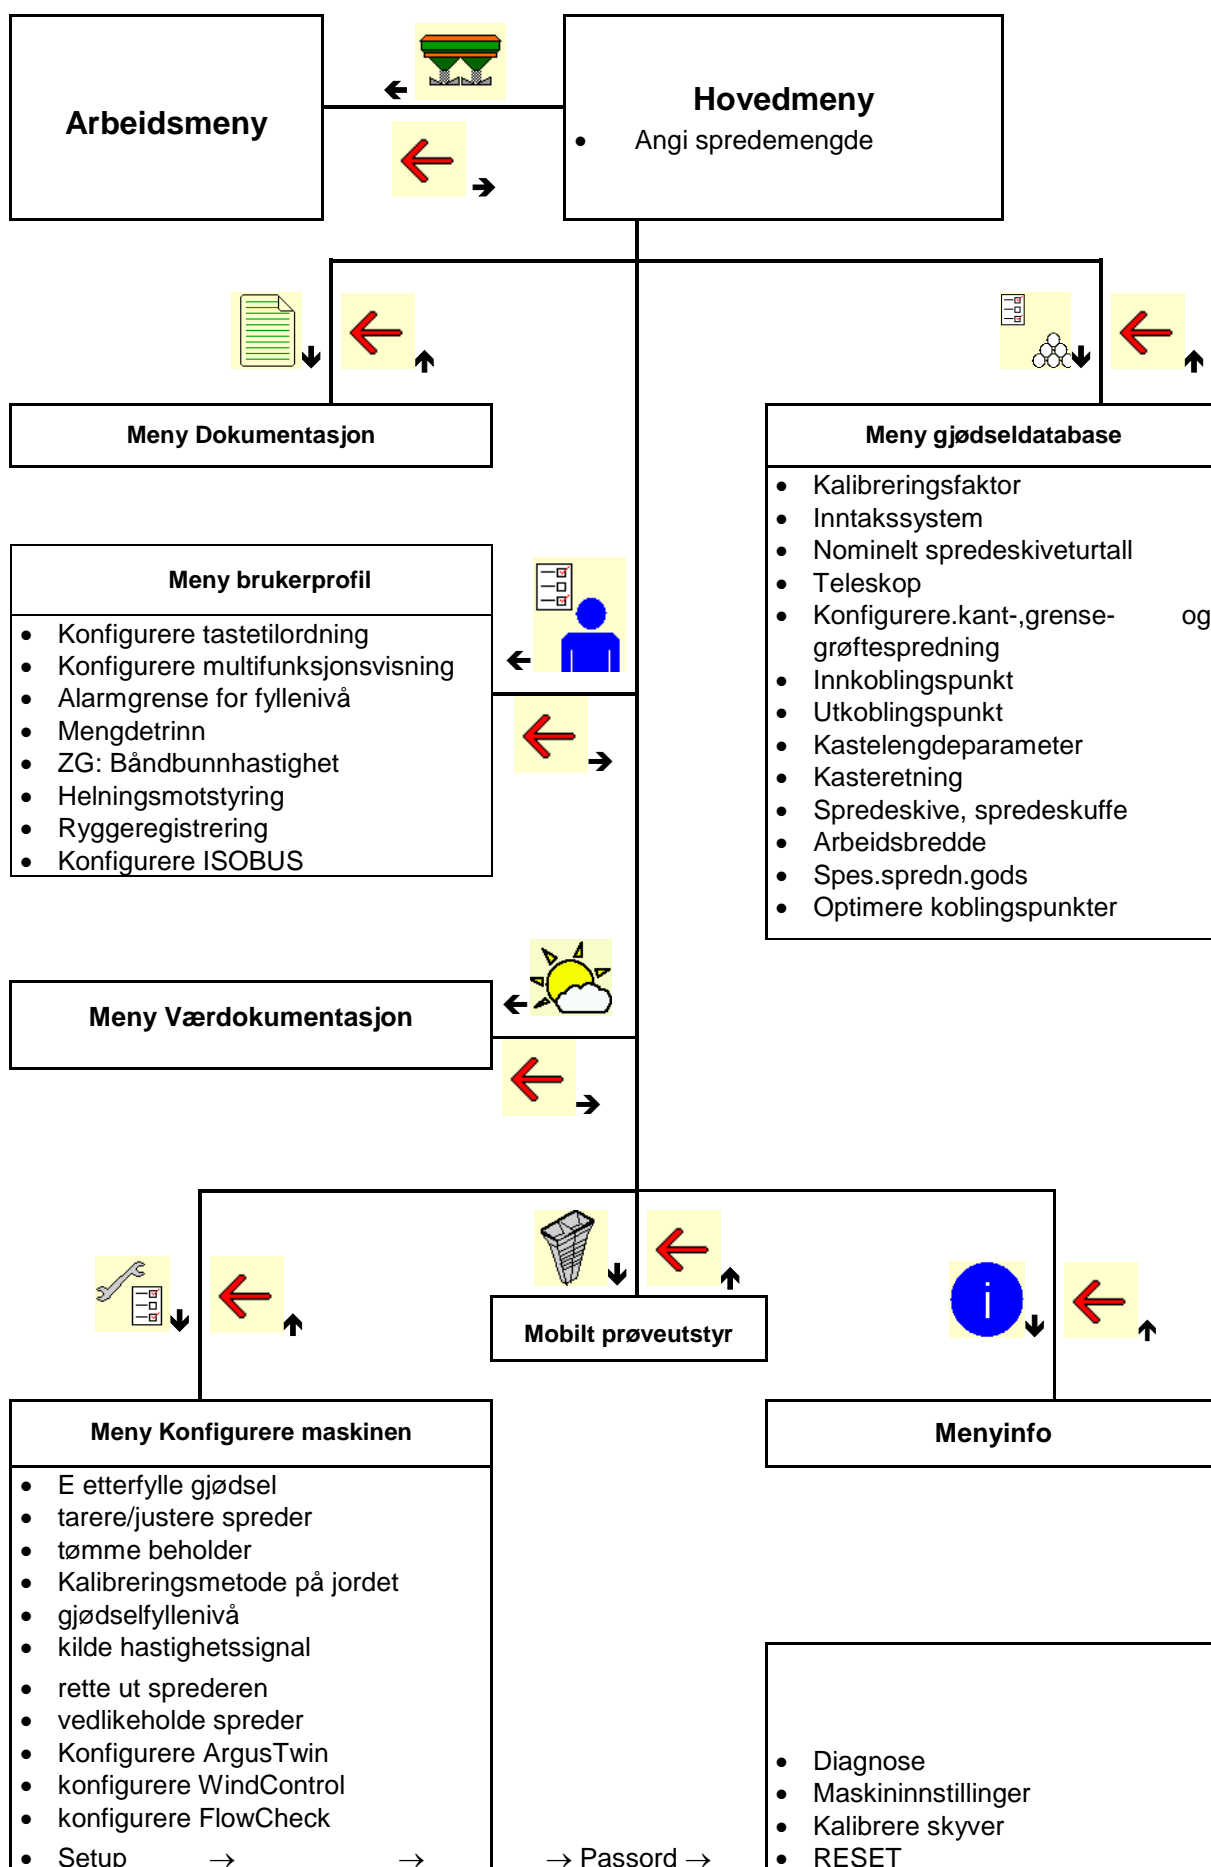 Arbeidsmeny
Hovedmeny
• Angi spredemengde
Meny Dokumentasjon
Meny gjødseldatabase
• Kalibreringsfaktor
• Inntakssystem
• Nominelt spredeskiveturtall
• Teleskop
• Konfigurere.kant-,grense- og
grøftespredning
• Innkoblingspunkt
• Utkoblingspunkt
• Kastelengdeparameter
• Kasteretning
• Spredeskive, spredeskuffe
• Arbeidsbredde
• Spes.spredn.gods
• Optimere koblingspunkter
Meny brukerprofil
• Konfigurere tastetilordning
• Konfigurere multifunksjonsvisning
• Alarmgrense for fyllenivå
• Mengdetrinn
• ZG: Båndbunnhastighet
• Helningsmotstyring
• Ryggeregistrering
• Konfigurere ISOBUS
Meny Værdokumentasjon
Mobilt prøveutstyr
i
Meny Konfigurere maskinen
• E etterfylle gjødsel
• tarere/justere spreder
• tømme beholder
• Kalibreringsmetode på jordet
• gjødselfyllenivå
• kilde hastighetssignal
• rette ut sprederen
• vedlikeholde spreder
• Konfigurere ArgusTwin
• konfigurere WindControl
• konfigurere FlowCheck
• Setup → → → Passord →
Menyinfo
• Diagnose
• Maskininnstillinger
• Kalibrere skyver
• RESET